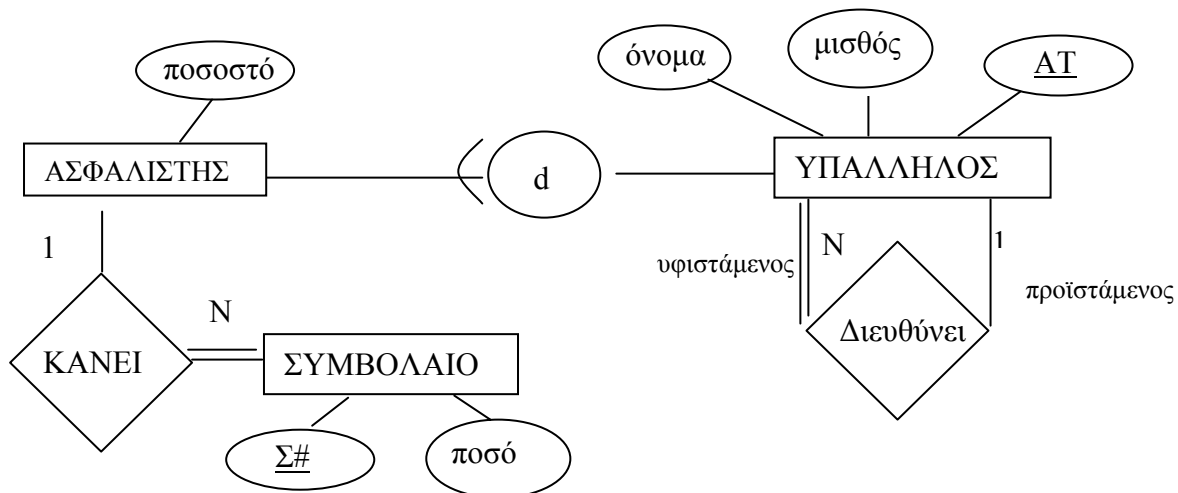 ποσοστό
όνομα
μισθός
ΑΤ
ΑΣΦΑΛΙΣΤΗΣ
d
ΥΠΑΛΛΗΛΟΣ
1
υφιστάμενος
N
1
προϊστάμενος
ΚΑΝΕΙ
N
ΣΥΜΒΟΛΑΙΟ
Διευθύνει
Σ#
ποσό